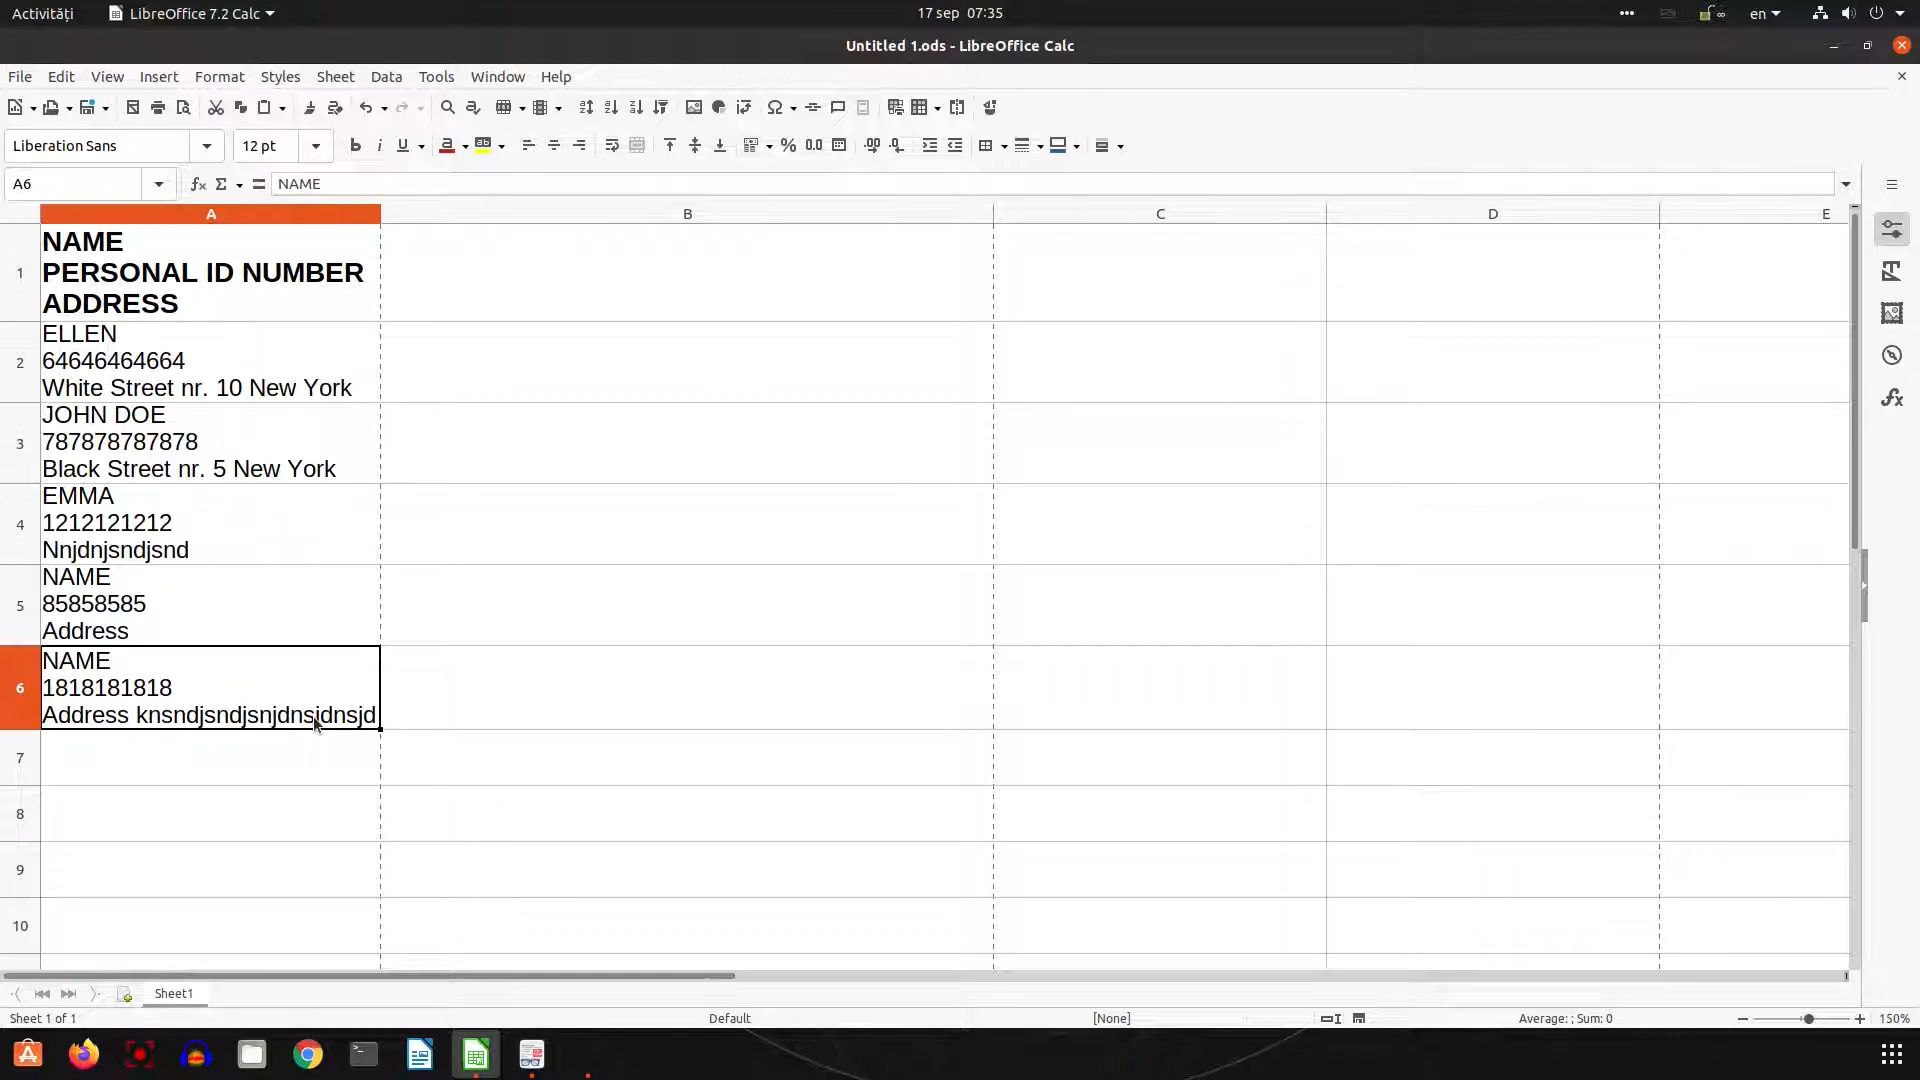 Activități
LibreOffice 7.2 Calc
17 sep 07:35
en
Untitled 1.ods - LibreOffice Calc
File Edit View Insert Format Styles Sheet Data Tools Window Help
Liberation Sans
12 pt
A6
NAME
A B C D E
1
NAME
PERSONAL ID NUMBER
ADDRESS
2
ELLEN
64646464664
White Street nr. 10 New York
3
JOHN DOE
787878787878
Black Street nr. 5 New York
4
EMMA
1212121212
Nnjdnjsndjsnd
5
NAME
85858585
Address
6
NAME
1818181818
Address knsndjsndjsnjdnsjdnsjd
7
8
9
10
Sheet1
Sheet 1 of 1
Default
[None]
Average: ; Sum: 0
150%